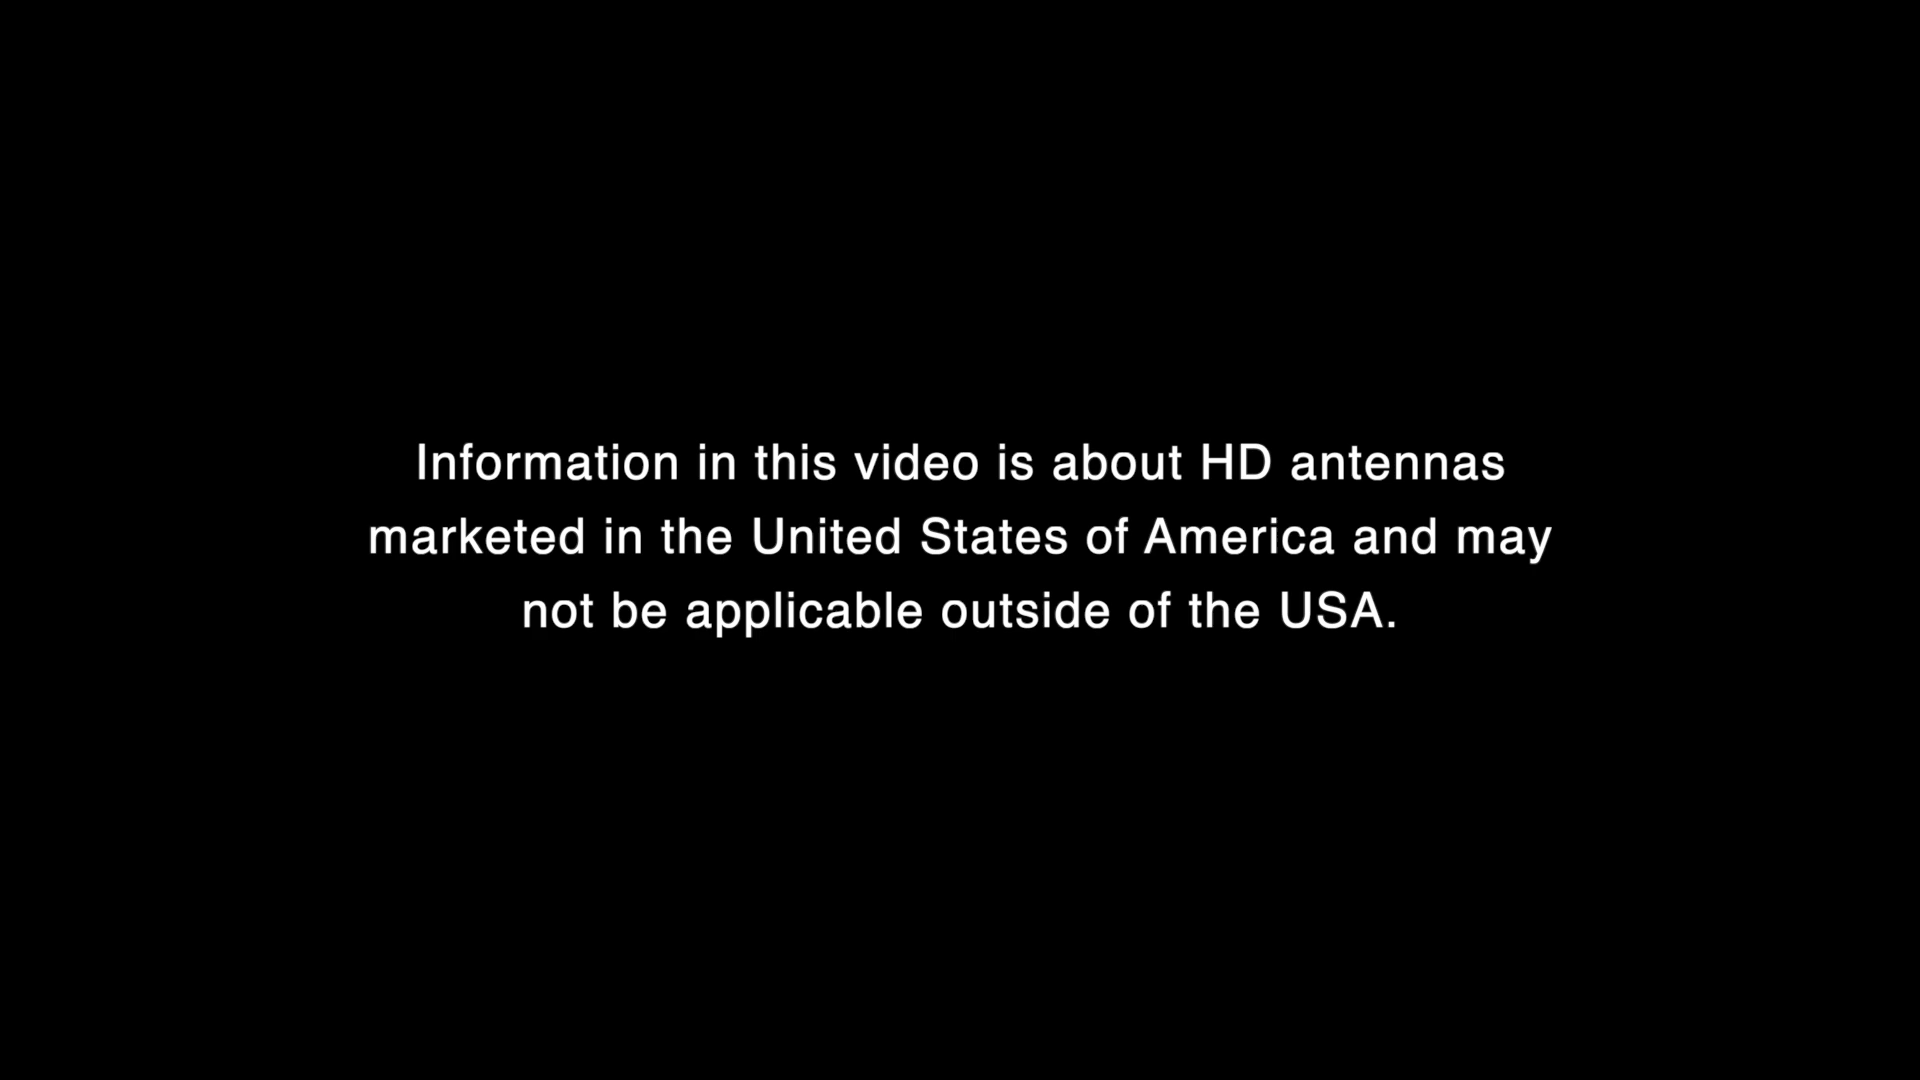 Information in this video is about HD antennas
marketed in the United States of America and may
not be applicable outside of the USA.